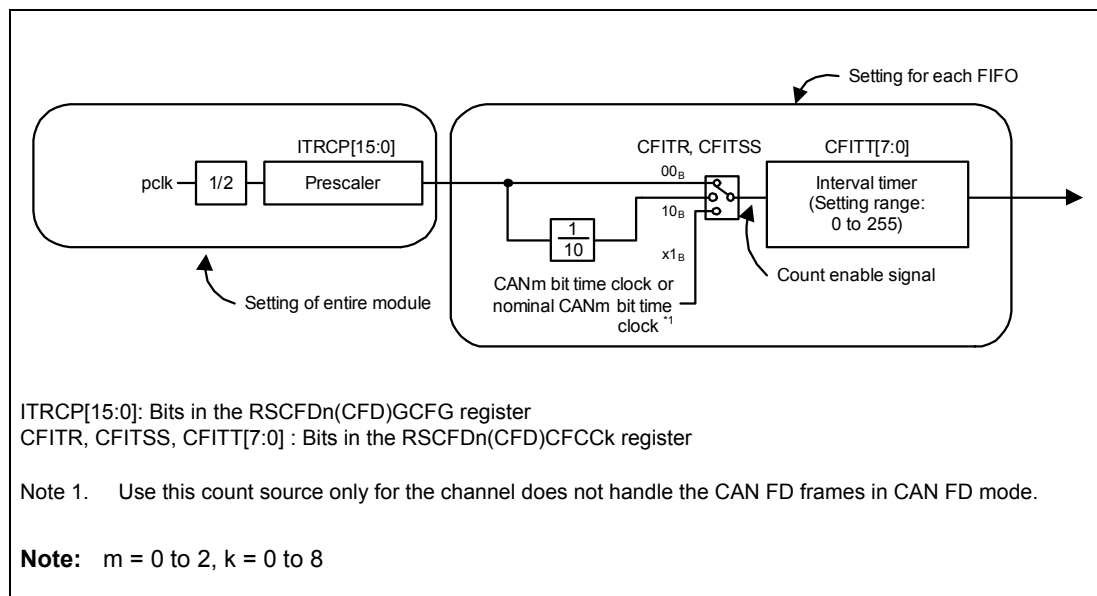 Setting for each FIFO
ITRCP[15:0]
CFITR, CFITSS
CFITT[7:0]
pclk
1/2
Prescaler
00B
10B
x1B
1
10
Interval timer
(Setting range:
0 to 255)
Count enable signal
CANm bit time clock or
nominal CANm bit time
clock *1
Setting of entire module
ITRCP[15:0]: Bits in the RSCFDn(CFD)GCFG register
CFITR, CFITSS, CFITT[7:0] : Bits in the RSCFDn(CFD)CFCCk register
Note 1. Use this count source only for the channel does not handle the CAN FD frames in CAN FD mode.
Note: m = 0 to 2, k = 0 to 8